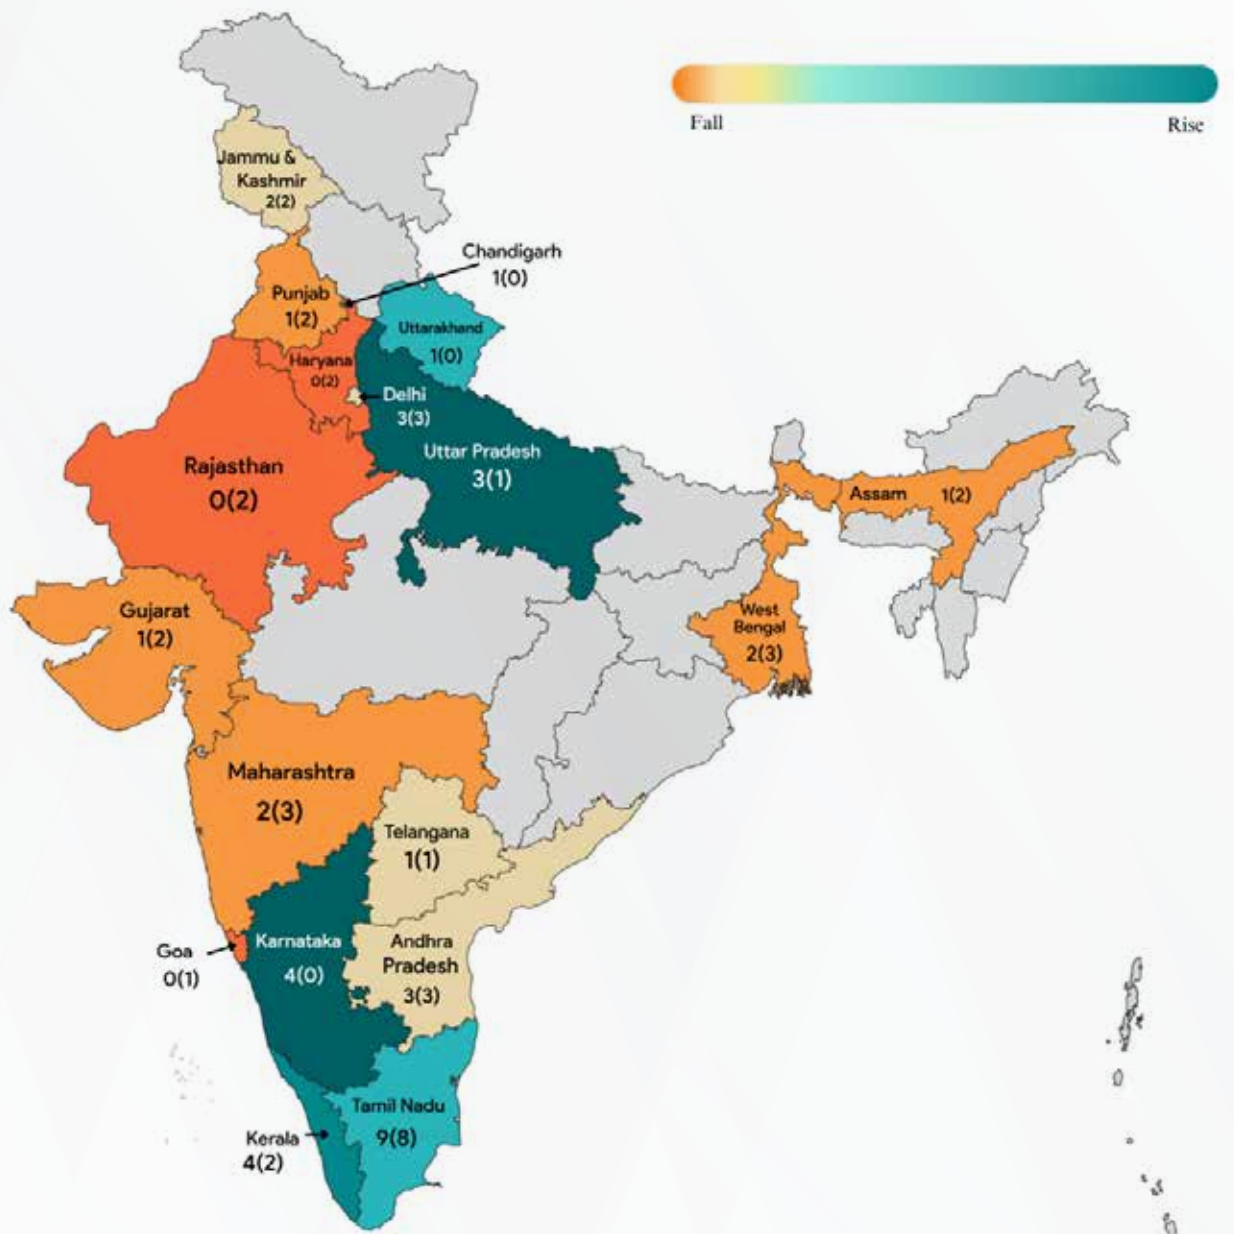 Fall
Rise
Jammu &
Kashmir
2(2)
Chandigarh
1(0)
Punjab
1(2)
Uttarakhand
1(0)
Haryana
0(2)
Delhi
3(3)
Uttar Pradesh
3(1)
Rajasthan
0(2)
Assam 1(2)
Gujarat
1(2)
West
Bengal
2(3)
Maharashtra
2(3)
Telangana
1(1)
Goa
0(1)
Karnataka
4(0)
Andhra
Pradesh
3(3)
Tamil Nadu
9(8)
Kerala
4(2)